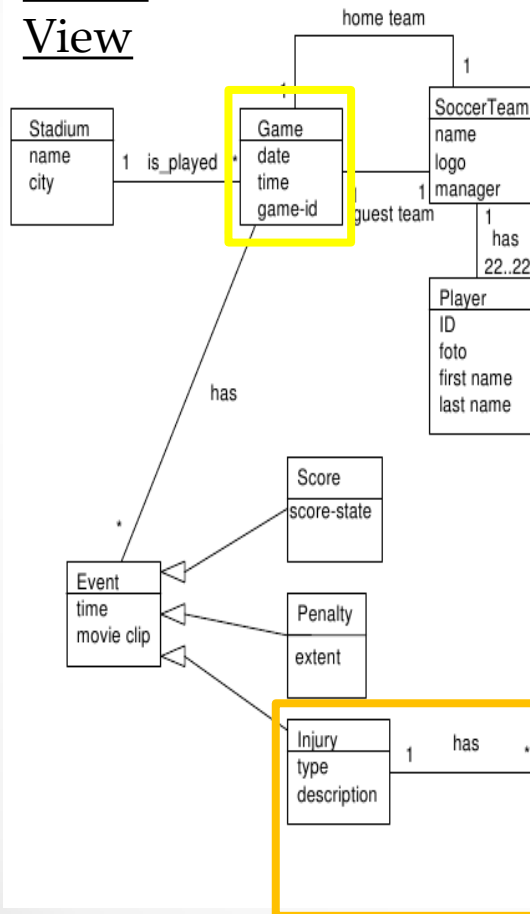 View
home team
1
1
Stadium
name
city
1 is_played *
Game
date
time
game-id
SoccerTeam
name
logo
manager
1
guest team
1
has
22..22
Player
ID
foto
first name
last name
has
*
Score
score-state
Event
time
movie clip
Penalty
extent
Injury
type
description
1 has *